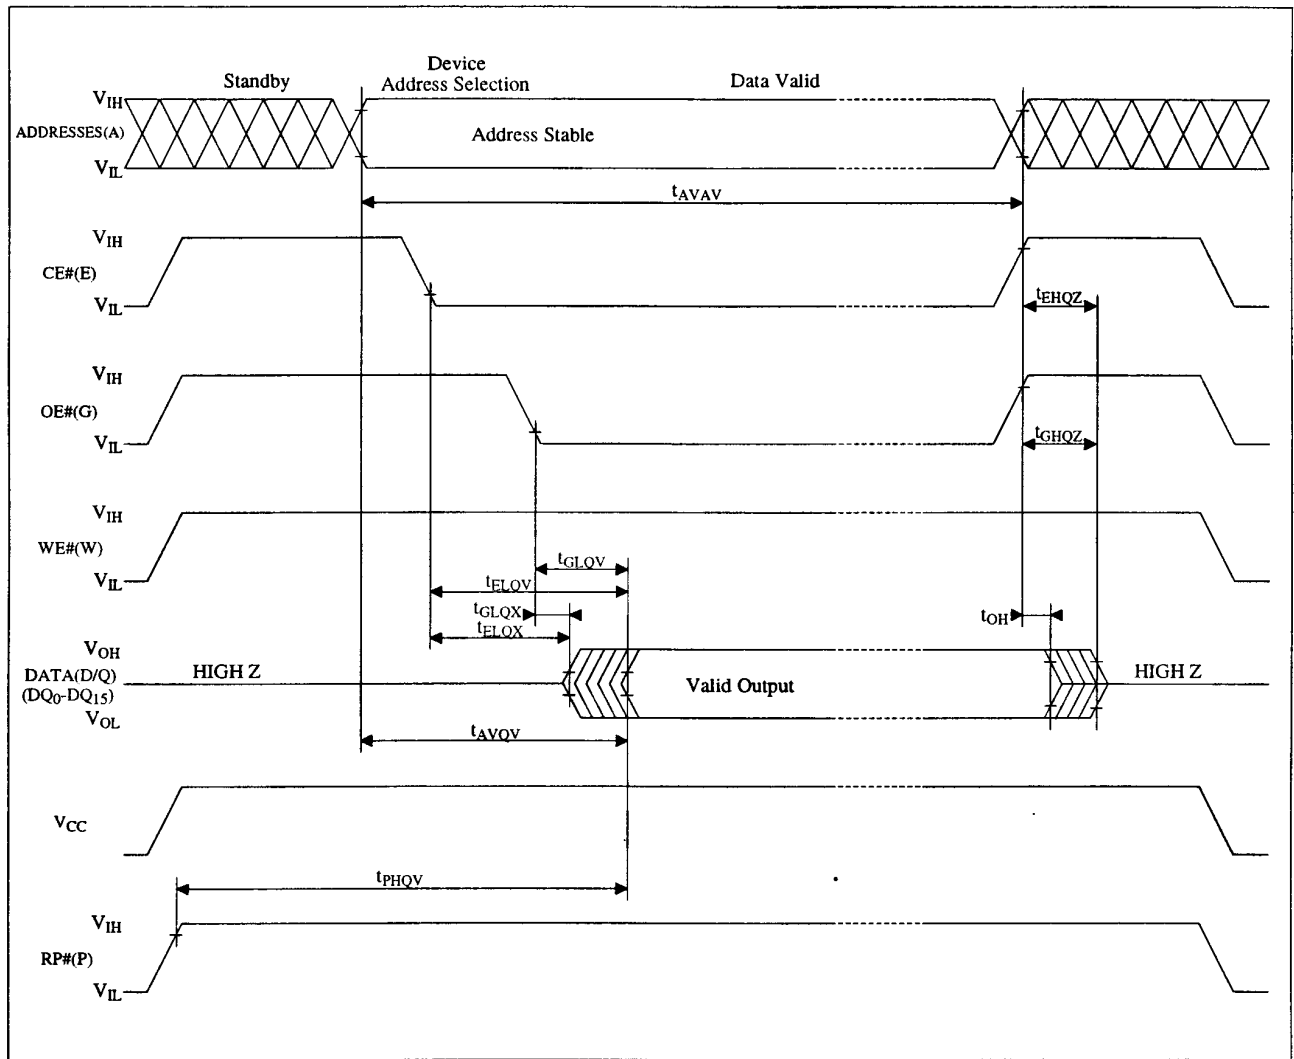 Standby
Device
Address Selection
Data Valid
VIH
ADDRESSES(A)
VIL
Address Stable
tAVAV
VIH
CE#(E)
VIL
tEHQZ
VIH
OE#(G)
VIL
tGHQZ
VIH
WE#(W)
VIL
tGLQV
tELQV
tGLQX
tELQX
tOH
VOH
DATA(D/Q)
(DQ0-DQ15)
VOL
HIGH Z
Valid Output
HIGH Z
tAVQV
VCC
tPHQV
VIH
RP#(P)
VIL